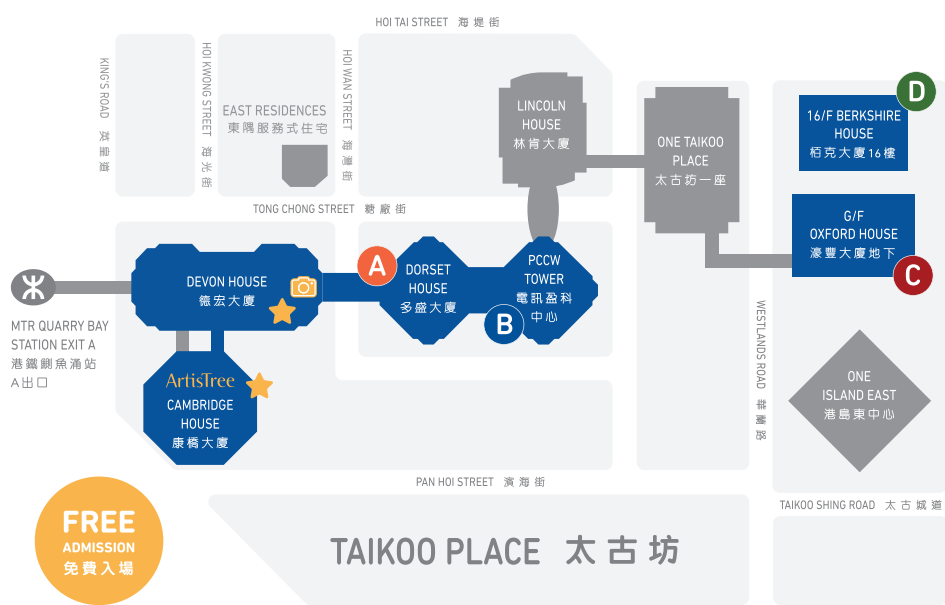 HOI TAI STREET 海堤街
KING'S ROAD 英皇道
HOI KWONG STREET 海光街
HOI WAN STREET 海灣街
EAST RESIDENCES
東隅服務式住宅
LINCOLN
HOUSE
林肯大廈
ONE TAIKOO
PLACE
太古坊一座
D
16/F BERKSHIRE
HOUSE
栢克大廈16樓
TONG CHONG STREET 糖廠街
G/F
OXFORD HOUSE
濠豐大廈地下
C
DEVON HOUSE
德宏大廈
A
DORSET
HOUSE
多盛大廈
PCCW
TOWER
電訊盈科
中心
B
MTR QUARRY BAY
STATION EXIT A
港鐵鰂魚涌站
A出口
ArtisTree
CAMBRIDGE
HOUSE
康橋大廈
WESTLANDS ROAD 華蘭路
ONE
ISLAND EAST
港島東中心
PAN HOI STREET 濱海街
TAIKOO SHING ROAD 太古城道
FREE
ADMISSION
免費入場
TAIKOO PLACE 太古坊